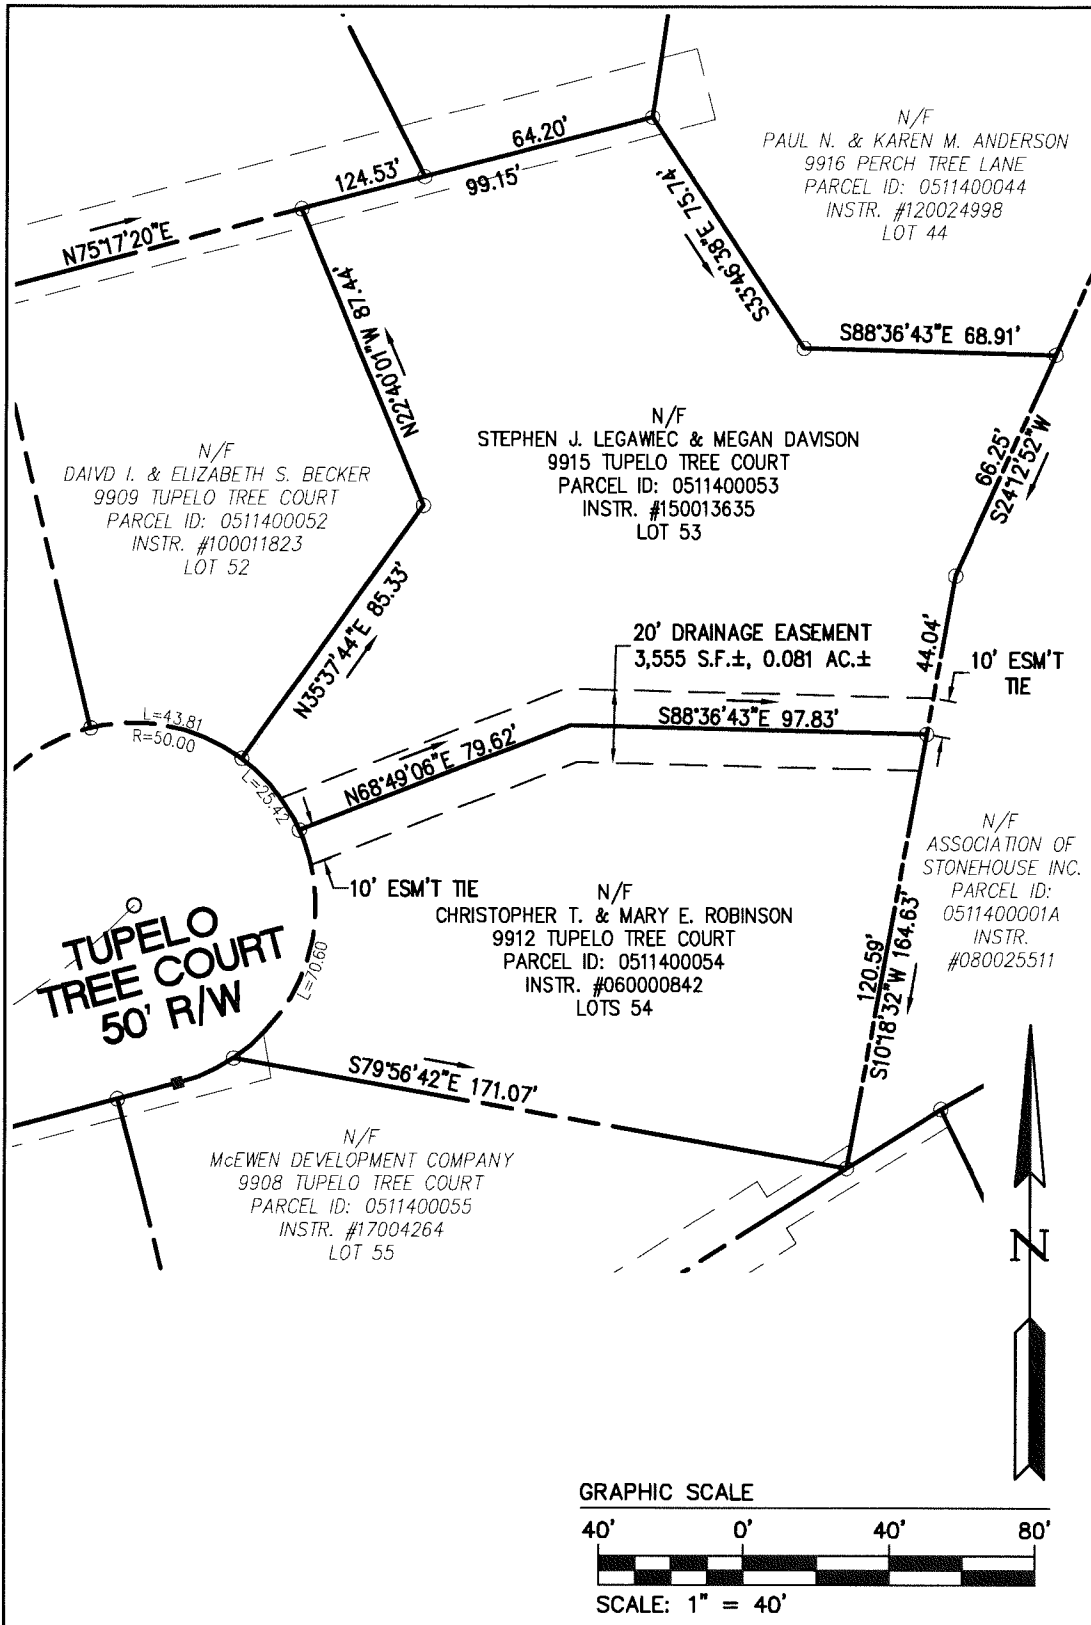 N/F
PAUL N. & KAREN M. ANDERSON
9916 PERCH TREE LANE
PARCEL ID: 0511400044
INSTR. #120024998
LOT 44
64.20'
124.53'
99.15'
N75°17'20"E
S33°46'38"E 75.74'
N22°40'01"W 87.44'
S88°36'43"E 68.91'
N/F
STEPHEN J. LEGAWIEC & MEGAN DAVISON
9915 TUPELO TREE COURT
PARCEL ID: 0511400053
INSTR. #150013635
LOT 53
N/F
DAIVD I. & ELIZABETH S. BECKER
9909 TUPELO TREE COURT
PARCEL ID: 0511400052
INSTR. #100011823
LOT 52
66.25'
S24°12'52"W
N35°37'44"E 85.33'
20' DRAINAGE EASEMENT
3,555 S.F.±, 0.081 AC.±
44.04'
10' ESM'T
TIE
L=43.81
R=50.00
S88°36'43"E 97.83'
N68°49'06"E 79.62'
L=25.42
10' ESM'T TIE
N/F
ASSOCIATION OF
STONEHOUSE INC.
PARCEL ID:
0511400001A
INSTR.
#080025511
N/F
CHRISTOPHER T. & MARY E. ROBINSON
9912 TUPELO TREE COURT
PARCEL ID: 0511400054
INSTR. #060000842
LOTS 54
TUPELO
TREE COURT
50' R/W
L=70.60
120.59'
S10°18'32"W 164.63'
S79°56'42"E 171.07'
N/F
McEWEN DEVELOPMENT COMPANY
9908 TUPELO TREE COURT
PARCEL ID: 0511400055
INSTR. #17004264
LOT 55
N
GRAPHIC SCALE
40' 0' 40' 80'
SCALE: 1" = 40'